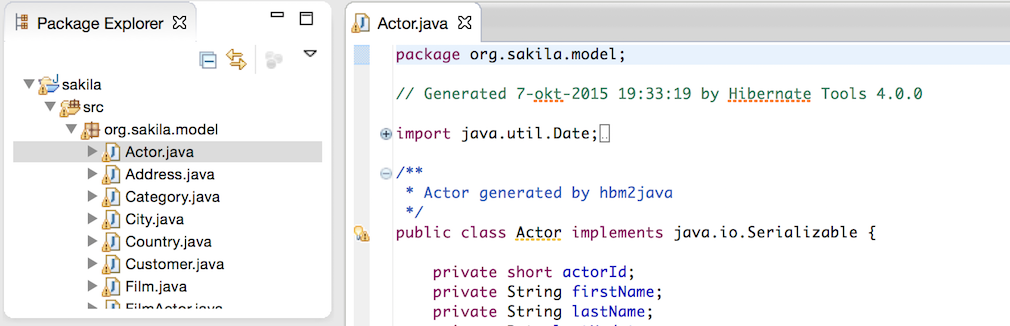 Package Explorer
sakila
src
org.sakila.model
Actor.java
Address.java
Category.java
City.java
Country.java
Customer.java
Film.java
FilmActor.java
Actor.java
package org.sakila.model;
// Generated 7-okt-2015 19:33:19 by Hibernate Tools 4.0.0
import java.util.Date;
/**
* Actor generated by hbm2java
*/
public class Actor implements java.io.Serializable {
private short actorId;
private String firstName;
private String lastName;